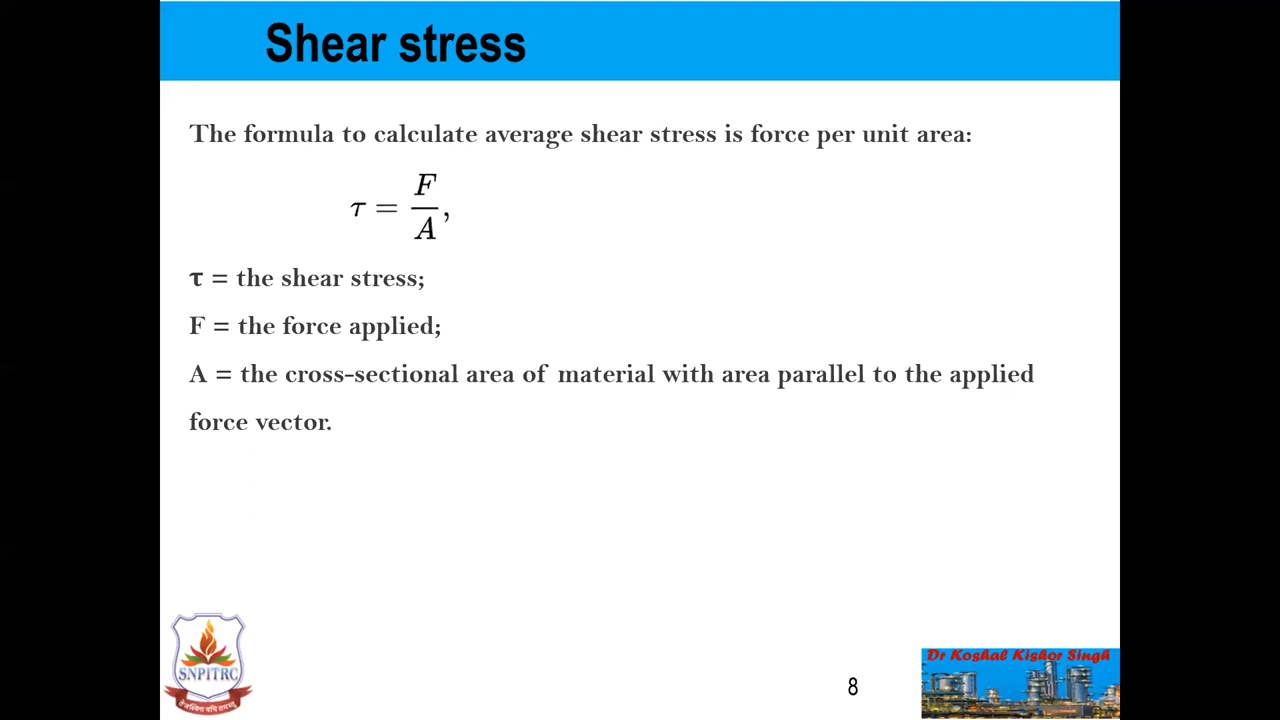 Shear stress
The formula to calculate average shear stress is force per unit area:
τ = F/A,
τ = the shear stress;
F = the force applied;
A = the cross-sectional area of material with area parallel to the applied
force vector.
SNPITRC
8
Dr Koshal Kishor Singh